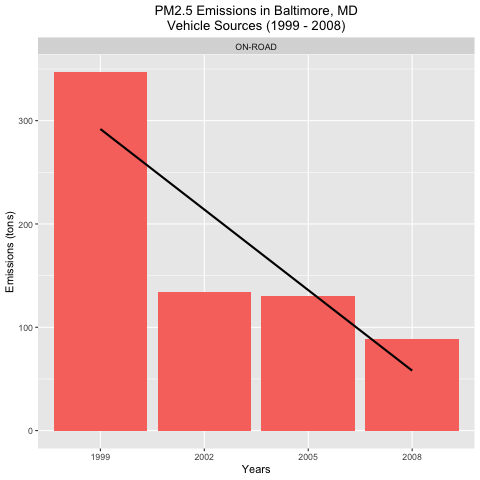 PM2.5 Emissions in Baltimore, MD
Vehicle Sources (1999 - 2008)
ON-ROAD
Emissions (tons)
300
200
100
0
1999 2002 2005 2008
Years